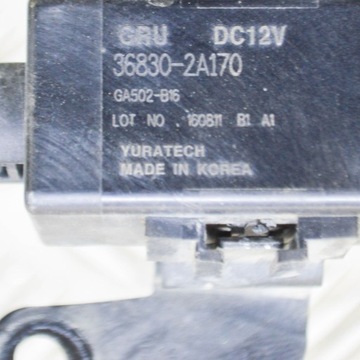 GRU DC12V
36830-2A170
GA502-B16
LOT NO . 160811 B1 A1
YURATECH
MADE IN KOREA